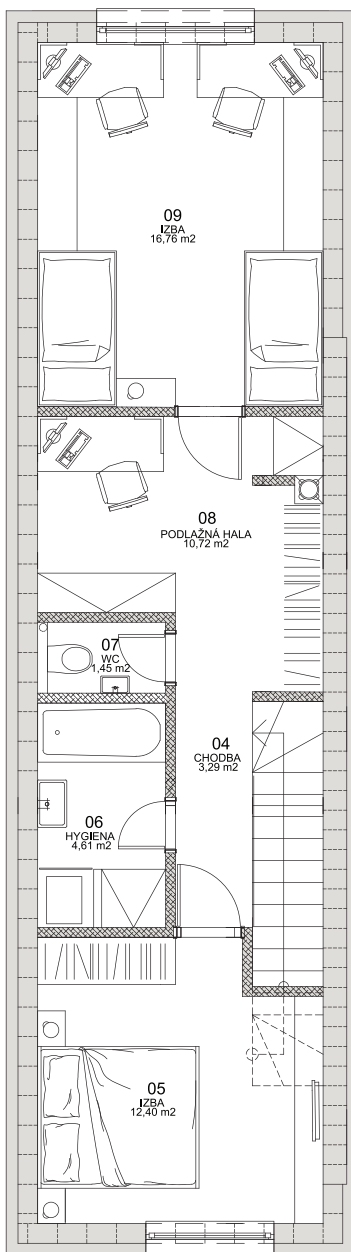 09
IZBA
16,76 m2
08
PODLAŽNÁ HALA
10,72 m2
07
WC
1,45 m2
04
CHODBA
3,29 m2
06
HYGIENA
4,61 m2
05
IZBA
12,40 m2